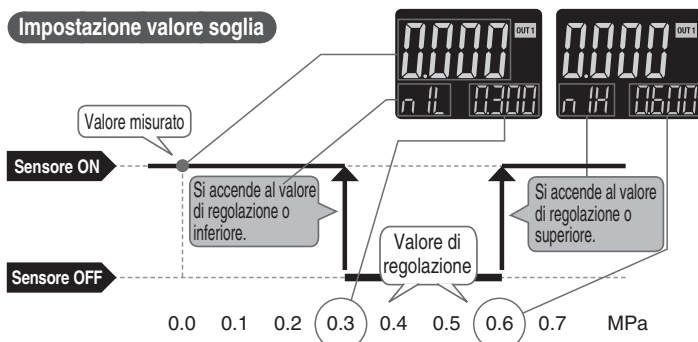 Impostazione valore soglia
0.000
OUT1
n1L
0.300
0.000
OUT1
n1H
0.600
Valore misurato
Sensore ON
Si accende al valore
di regolazione o
inferiore.
Si accende al valore
di regolazione o
superiore.
Valore di
regolazione
Sensore OFF
0.0 0.1 0.2 0.3 0.4 0.5 0.6 0.7 MPa